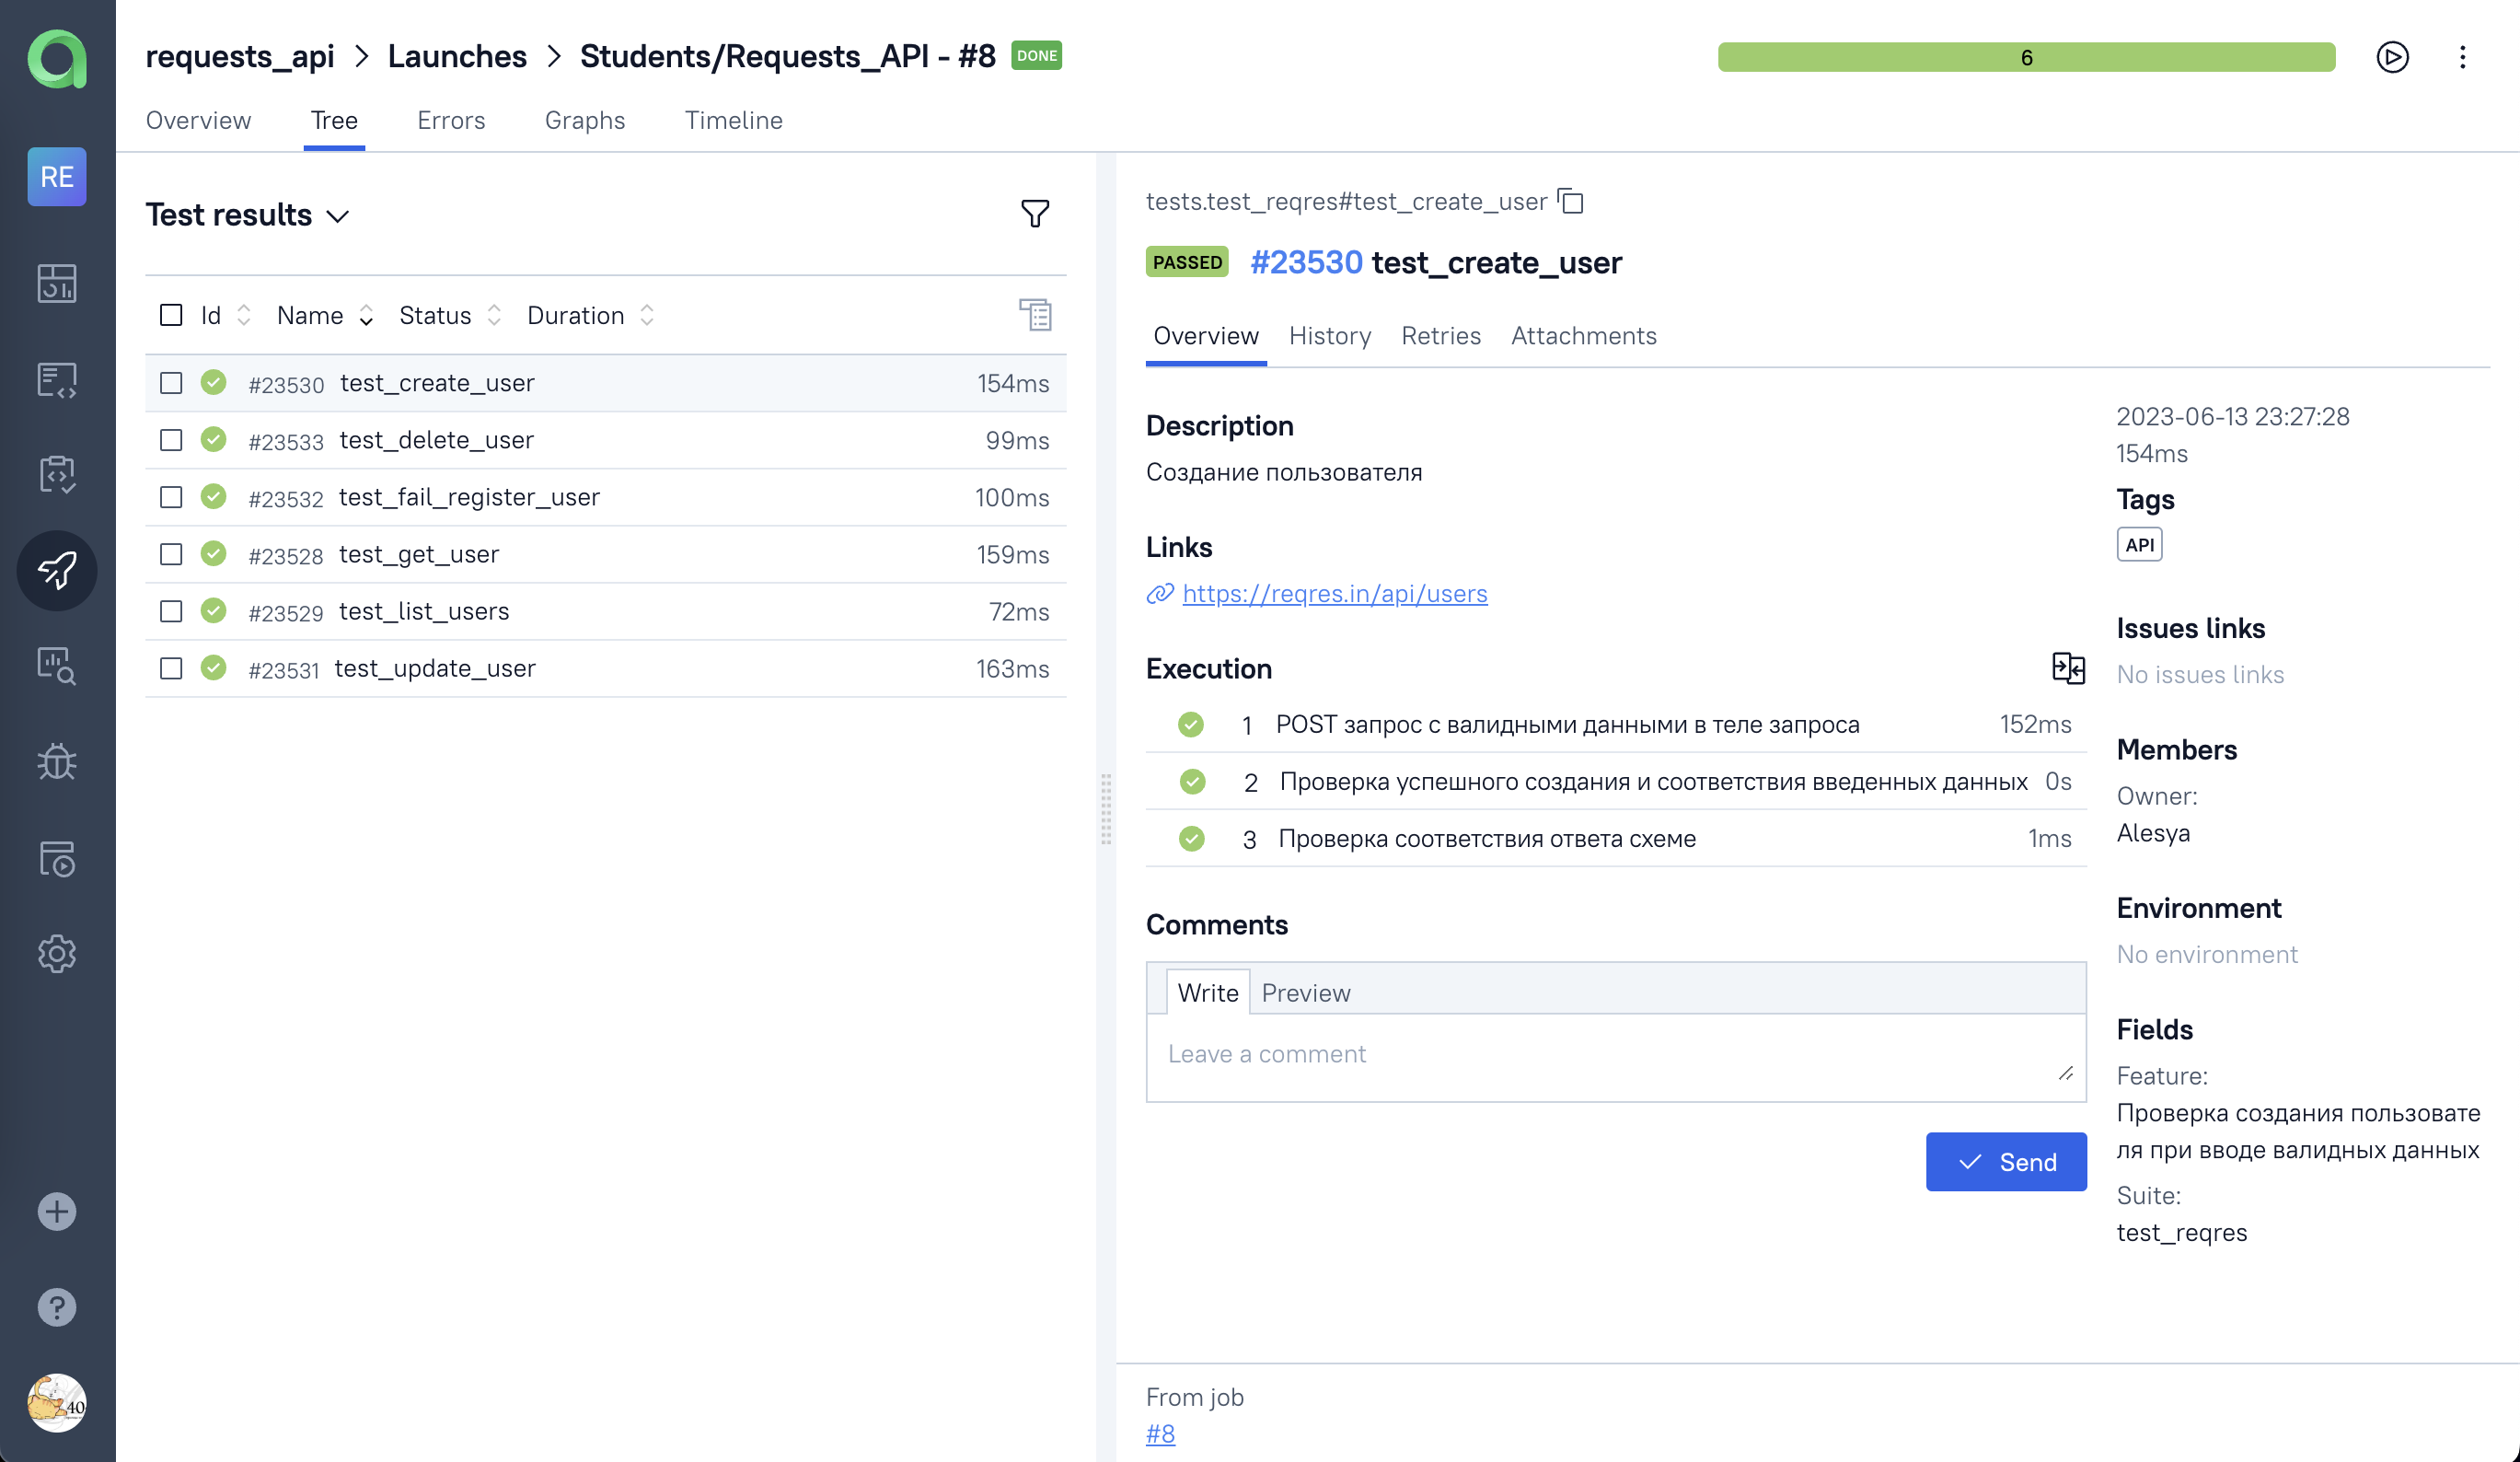 requests_api > Launches > Students/Requests_API - #8 DONE
6
Overview Tree Errors Graphs Timeline
RE
Test results
Id Name Status Duration
#23530 test_create_user 154ms
#23533 test_delete_user 99ms
#23532 test_fail_register_user 100ms
#23528 test_get_user 159ms
#23529 test_list_users 72ms
#23531 test_update_user 163ms
tests.test_reqres#test_create_user
PASSED #23530 test_create_user
Overview History Retries Attachments
Description
Создание пользователя
Links
https://reqres.in/api/users
Execution
1 POST запрос с валидными данными в теле запроса 152ms
2 Проверка успешного создания и соответствия введенных данных 0s
3 Проверка соответствия ответа схеме 1ms
Comments
Write Preview
Leave a comment
Send
2023-06-13 23:27:28
154ms
Tags
API
Issues links
No issues links
Members
Owner:
Alesya
Environment
No environment
Fields
Feature:
Проверка создания пользовате
ля при вводе валидных данных
Suite:
test_reqres
From job
#8
40